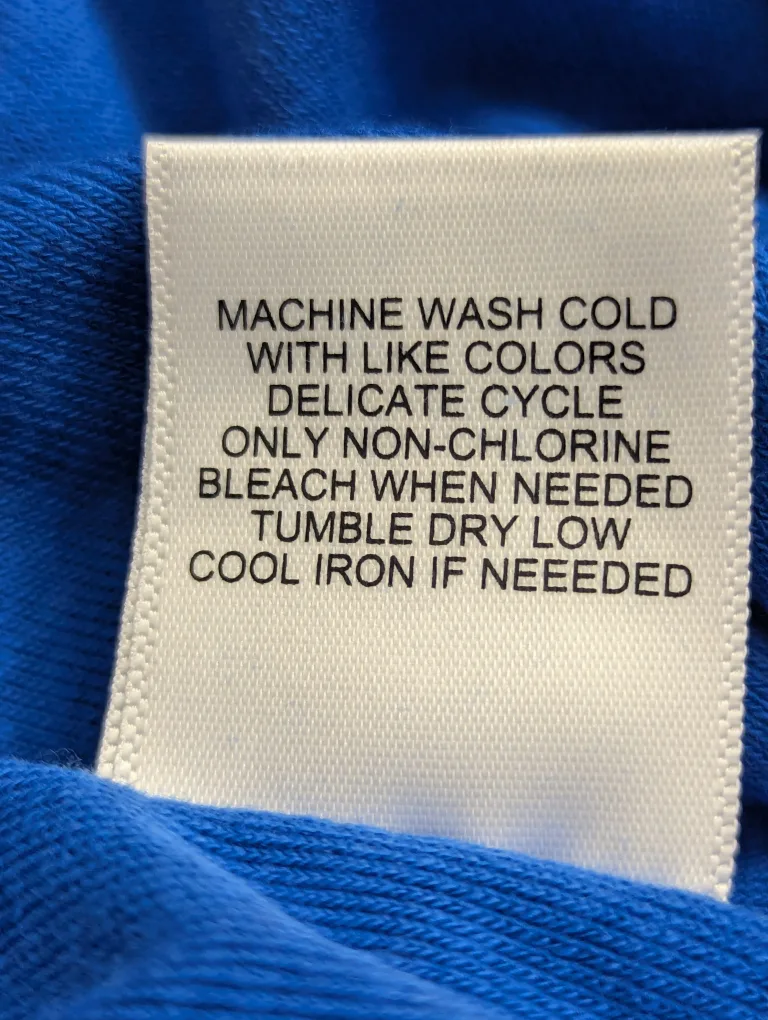 MACHINE WASH COLD
WITH LIKE COLORS
DELICATE CYCLE
ONLY NON-CHLORINE
BLEACH WHEN NEEDED
TUMBLE DRY LOW
COOL IRON IF NEEEDED